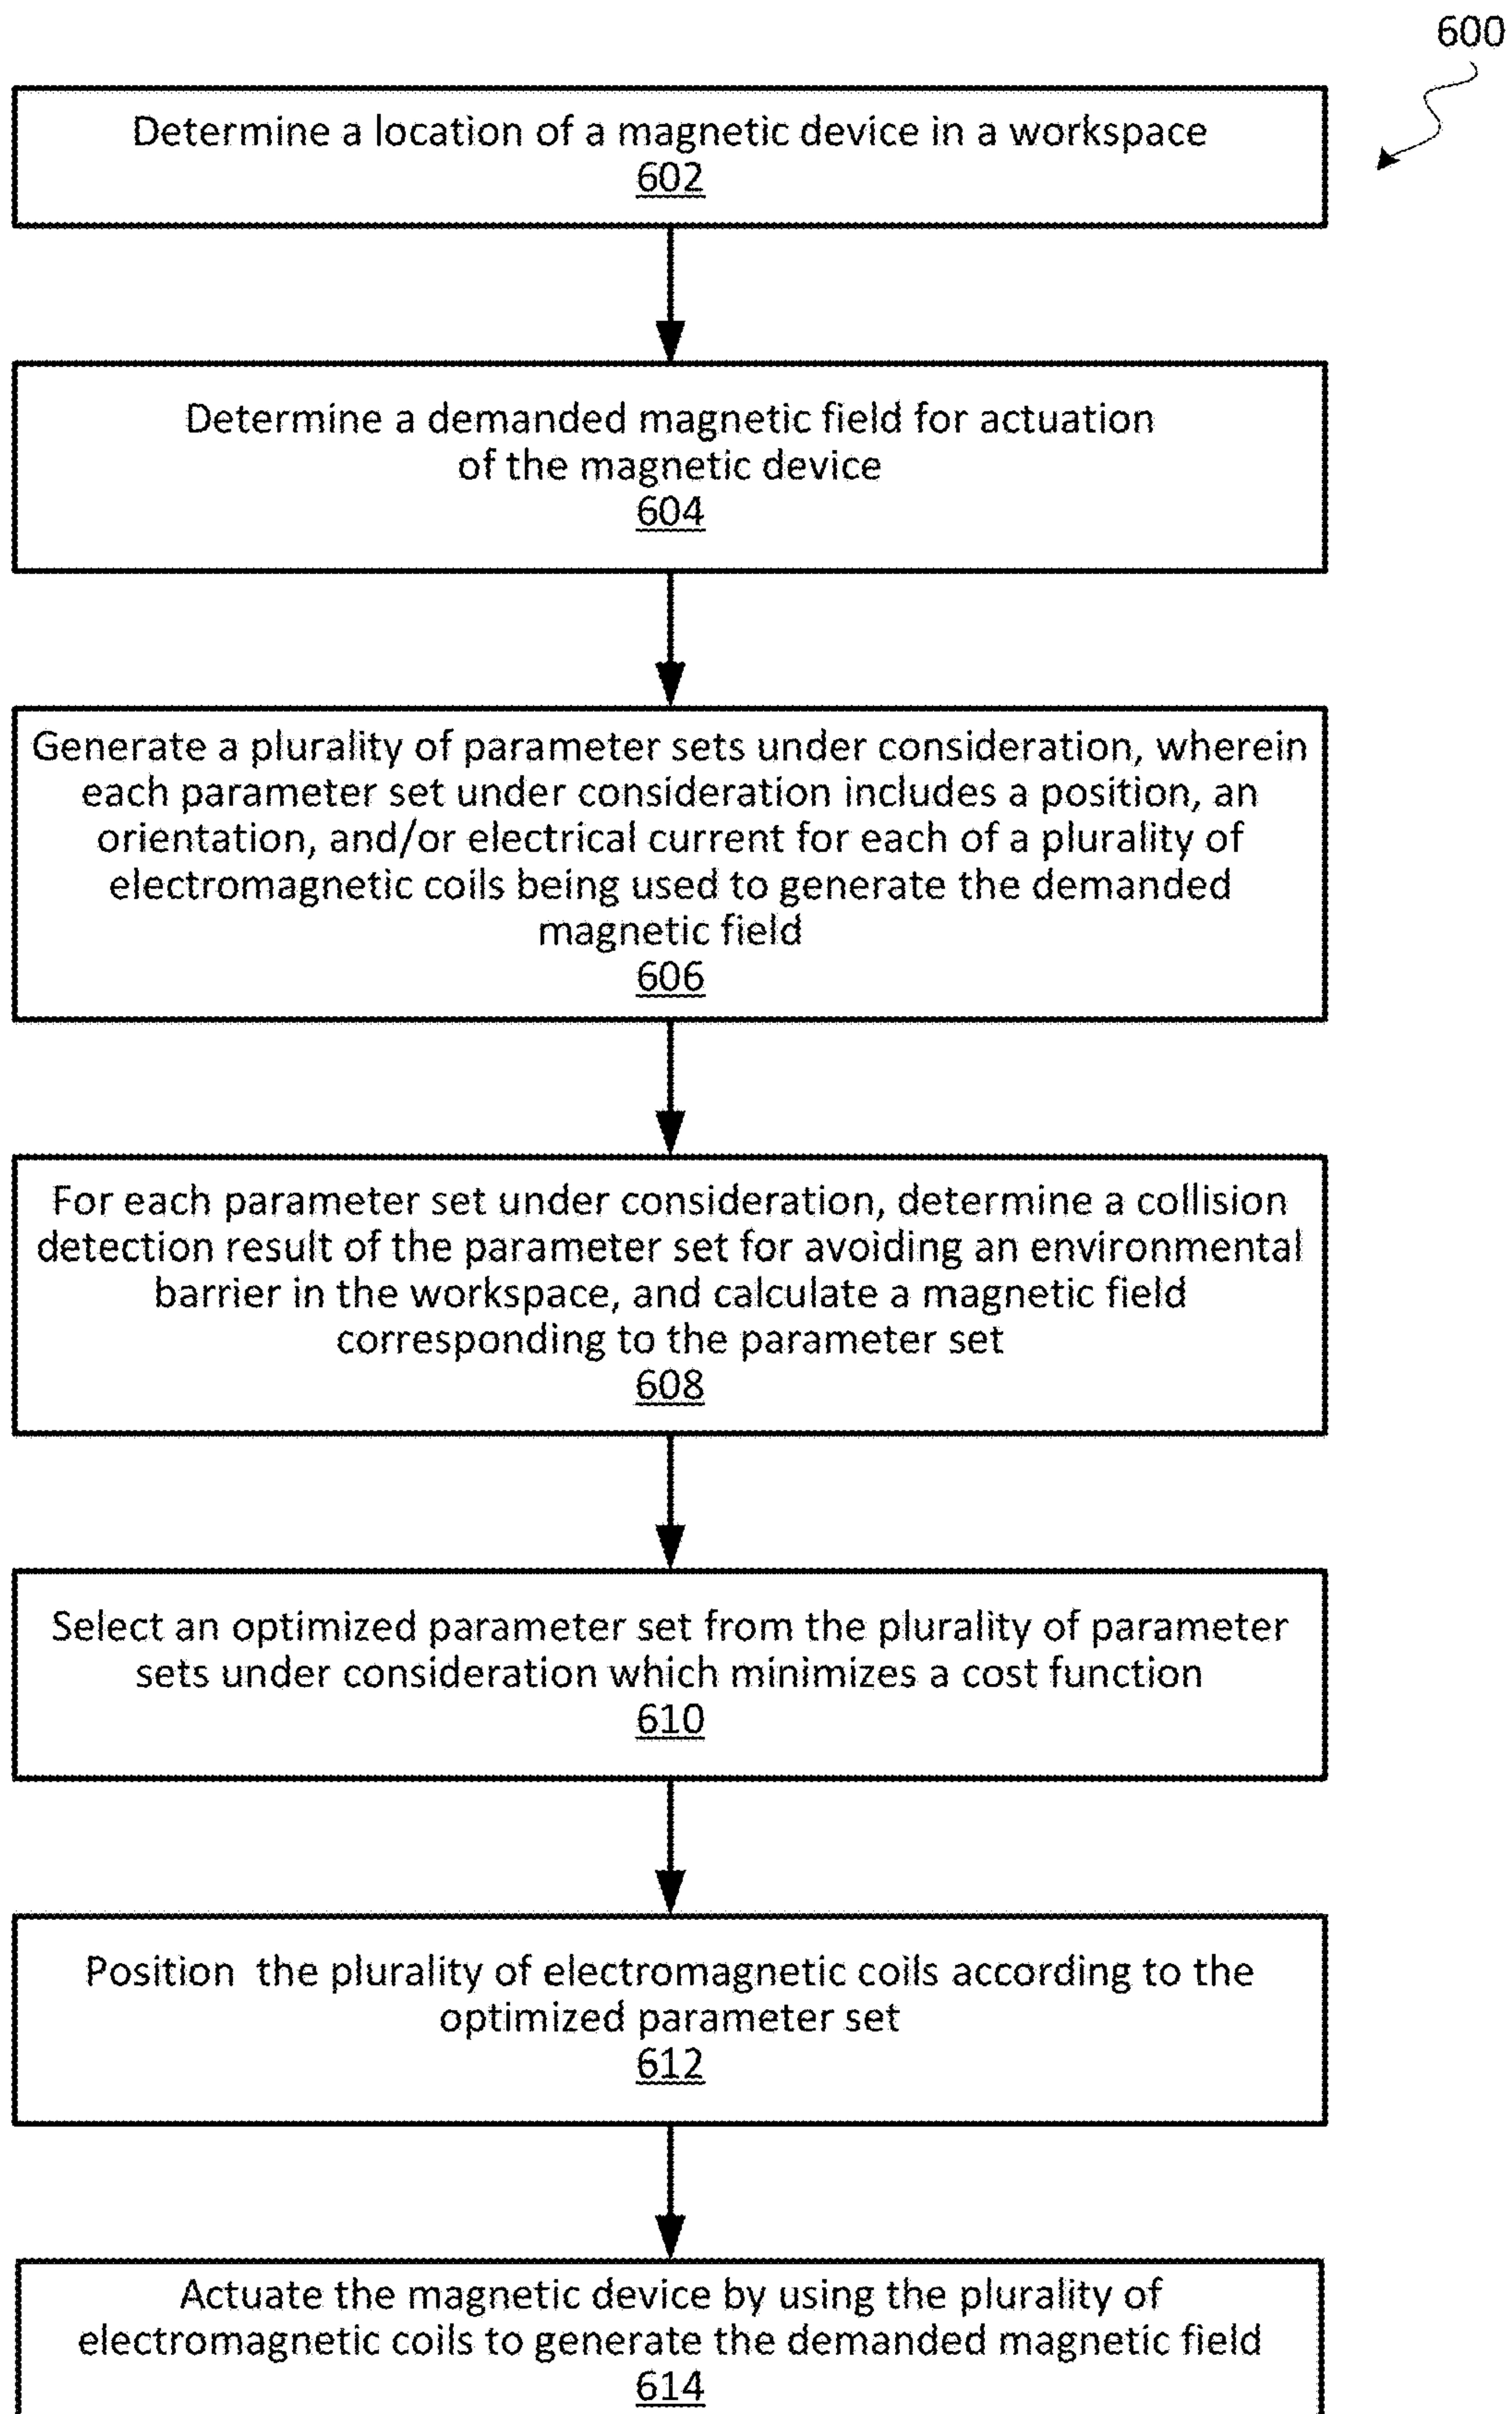 600
Determine a location of a magnetic device in a workspace
602
Determine a demanded magnetic field for actuation
of the magnetic device
604
Generate a plurality of parameter sets under consideration, wherein
each parameter set under consideration includes a position, an
orientation, and/or electrical current for each of a plurality of
electromagnetic coils being used to generate the demanded
magnetic field
606
For each parameter set under consideration, determine a collision
detection result of the parameter set for avoiding an environmental
barrier in the workspace, and calculate a magnetic field
corresponding to the parameter set
608
Select an optimized parameter set from the plurality of parameter
sets under consideration which minimizes a cost function
610
Position the plurality of electromagnetic coils according to the
optimized parameter set
612
Actuate the magnetic device by using the plurality of
electromagnetic coils to generate the demanded magnetic field
614